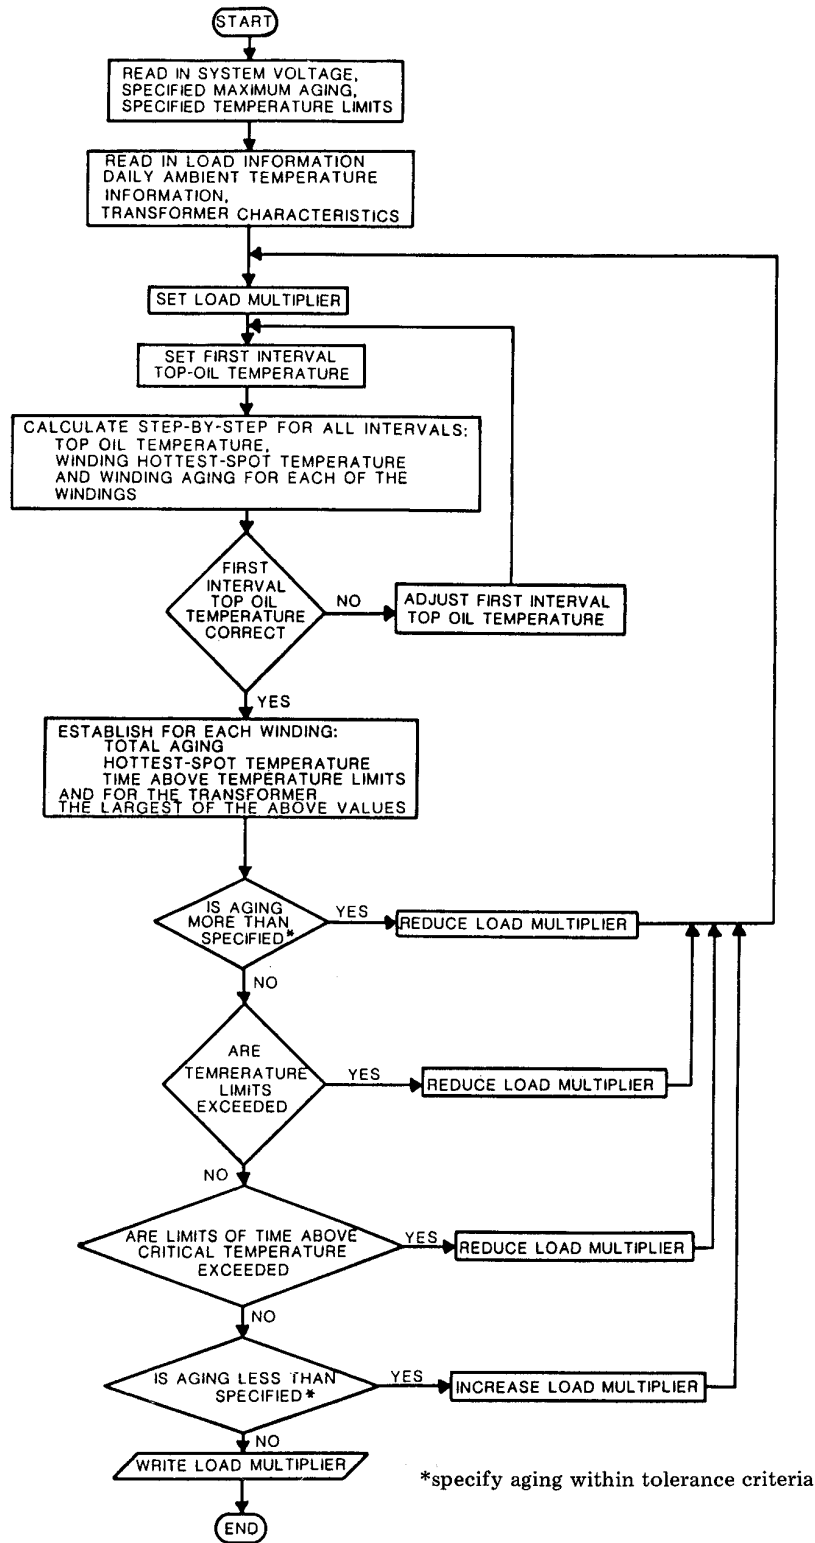 START
READ IN SYSTEM VOLTAGE,
SPECIFIED MAXIMUM AGING,
SPECIFIED TEMPERATURE LIMITS
READ IN LOAD INFORMATION
DAILY AMBIENT TEMPERATURE
INFORMATION,
TRANSFORMER CHARACTERISTICS
SET LOAD MULTIPLIER
SET FIRST INTERVAL
TOP-OIL TEMPERATURE
CALCULATE STEP-BY-STEP FOR ALL INTERVALS:
TOP OIL TEMPERATURE,
WINDING HOTTEST-SPOT TEMPERATURE
AND WINDING AGING FOR EACH OF THE
WINDINGS
FIRST
INTERVAL
TOP OIL
TEMPERATURE
CORRECT
NO
ADJUST FIRST INTERVAL
TOP OIL TEMPERATURE
YES
ESTABLISH FOR EACH WINDING:
TOTAL AGING
HOTTEST-SPOT TEMPERATURE
TIME ABOVE TEMPERATURE LIMITS
AND FOR THE TRANSFORMER
THE LARGEST OF THE ABOVE VALUES
IS AGING
MORE THAN
SPECIFIED*
YES
REDUCE LOAD MULTIPLIER
NO
ARE
TEMRERATURE
LIMITS
EXCEEDED
YES
REDUCE LOAD MULTIPLIER
NO
ARE LIMITS OF TIME ABOVE
CRITICAL TEMPERATURE
EXCEEDED
YES
REDUCE LOAD MULTIPLIER
NO
IS AGING LESS THAN
SPECIFIED*
YES
INCREASE LOAD MULTIPLIER
NO
WRITE LOAD MULTIPLIER
*specify aging within tolerance criteria
END